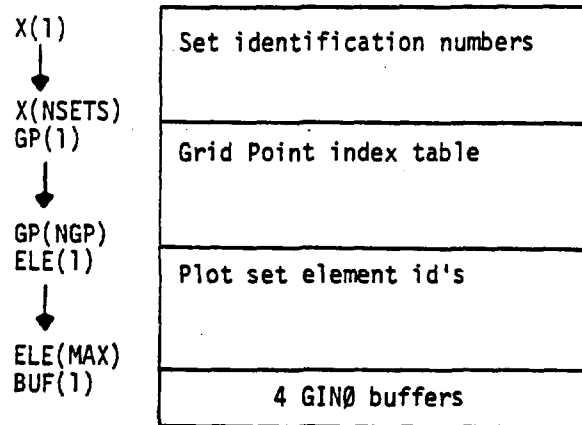 X(1)
Set identification numbers
X(NSETS)
GP(1)
Grid Point index table
GP(NGP)
ELE(1)
Plot set element id's
ELE(MAX)
BUF(1)
4 GINØ buffers